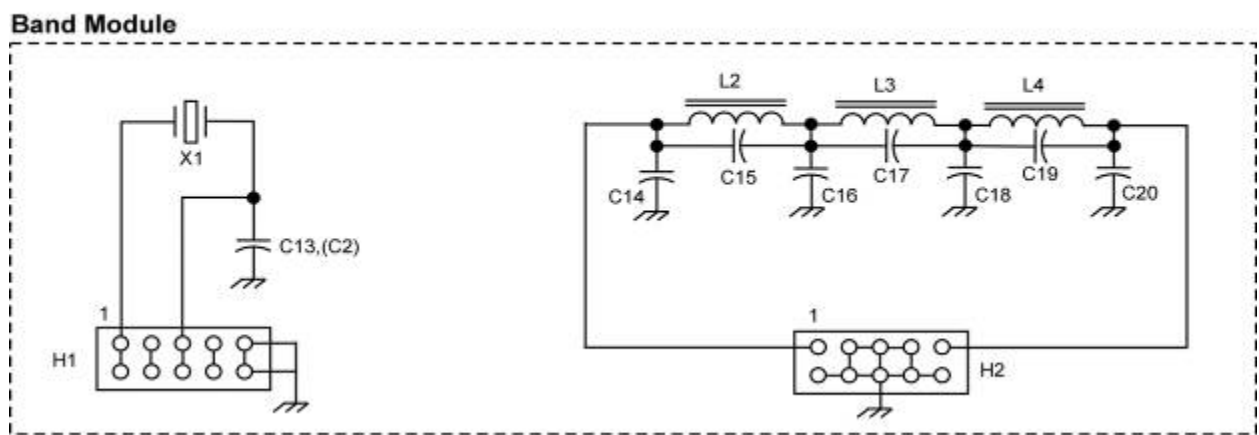 Band Module
L2
L3
L4
X1
C14
C15
C16
C17
C18
C19
C20
C13,(C2)
1
H1
1
H2